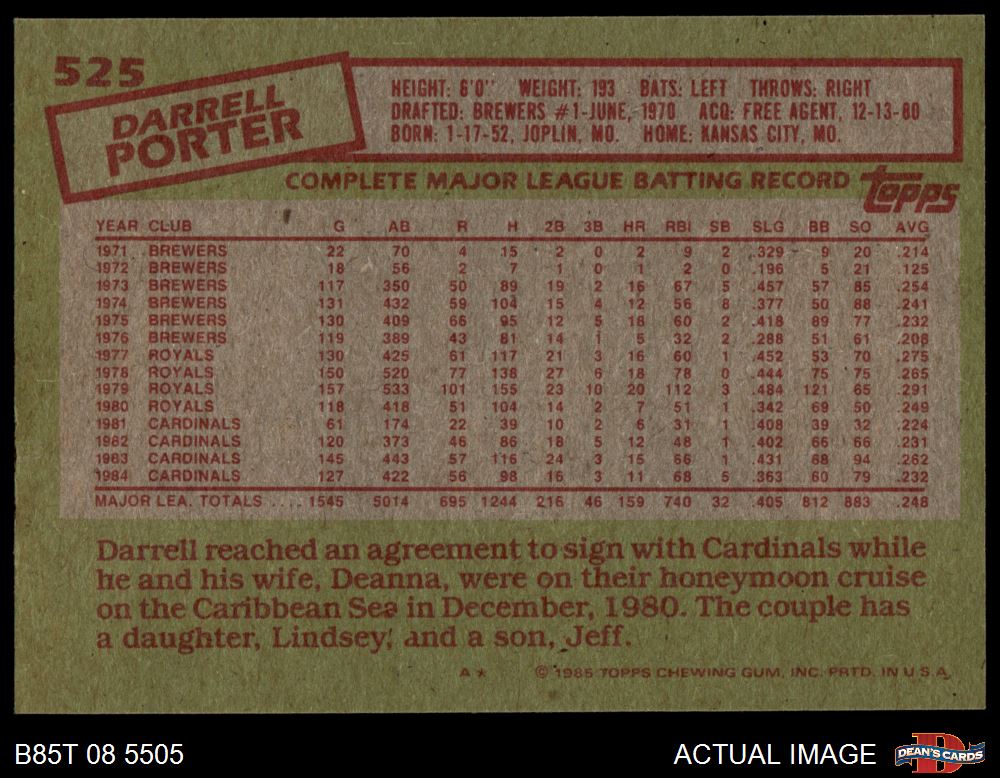 525
DARRELL
PORTER
HEIGHT: 6'0" WEIGHT: 193 BATS: LEFT THROWS: RIGHT
DRAFTED: BREWERS #1-JUNE, 1970 ACQ: FREE AGENT, 12-13-80
BORN: 1-17-52, JOPLIN, MO. HOME: KANSAS CITY, MO.
COMPLETE MAJOR LEAGUE BATTING RECORD
Topps
YEAR CLUB G AB R H 2B 3B HR RBI SB SLG BB SO AVG
1971 BREWERS 22 70 4 15 2 0 2 9 2 .329 9 20 .214
1972 BREWERS 18 56 2 7 1 0 1 2 0 .196 5 21 .125
1973 BREWERS 117 350 50 89 19 2 16 67 5 .457 57 85 .254
1974 BREWERS 131 432 59 104 15 4 12 56 8 .377 50 88 .241
1975 BREWERS 130 409 66 95 12 5 18 60 2 .418 89 77 .232
1976 BREWERS 119 389 43 81 14 1 5 32 2 .288 51 61 .208
1977 ROYALS 130 425 61 117 21 3 16 60 1 .452 53 70 .275
1978 ROYALS 150 520 77 138 27 6 18 78 0 .444 75 75 .265
1979 ROYALS 157 533 101 155 23 10 20 112 3 .484 121 65 .291
1980 ROYALS 118 418 51 104 14 2 7 51 1 .342 69 50 .249
1981 CARDINALS 61 174 22 39 10 2 6 31 1 .408 39 32 .224
1982 CARDINALS 120 373 46 86 18 5 12 48 1 .402 66 66 .231
1983 CARDINALS 145 443 57 116 24 3 15 66 1 .431 68 94 .262
1984 CARDINALS 127 422 56 98 16 3 11 68 5 .363 60 79 .232
MAJOR LEA. TOTALS .... 1545 5014 695 1244 216 46 159 740 32 .405 812 883 .248
Darrell reached an agreement to sign with Cardinals while
he and his wife, Deanna, were on their honeymoon cruise
on the Caribbean Sea in December, 1980. The couple has
a daughter, Lindsey, and a son, Jeff.
A * © 1985 TOPPS CHEWING GUM, INC. PRTD. IN U.S.A.
B85T 08 5505
ACTUAL IMAGE
D
DEAN'S CARDS